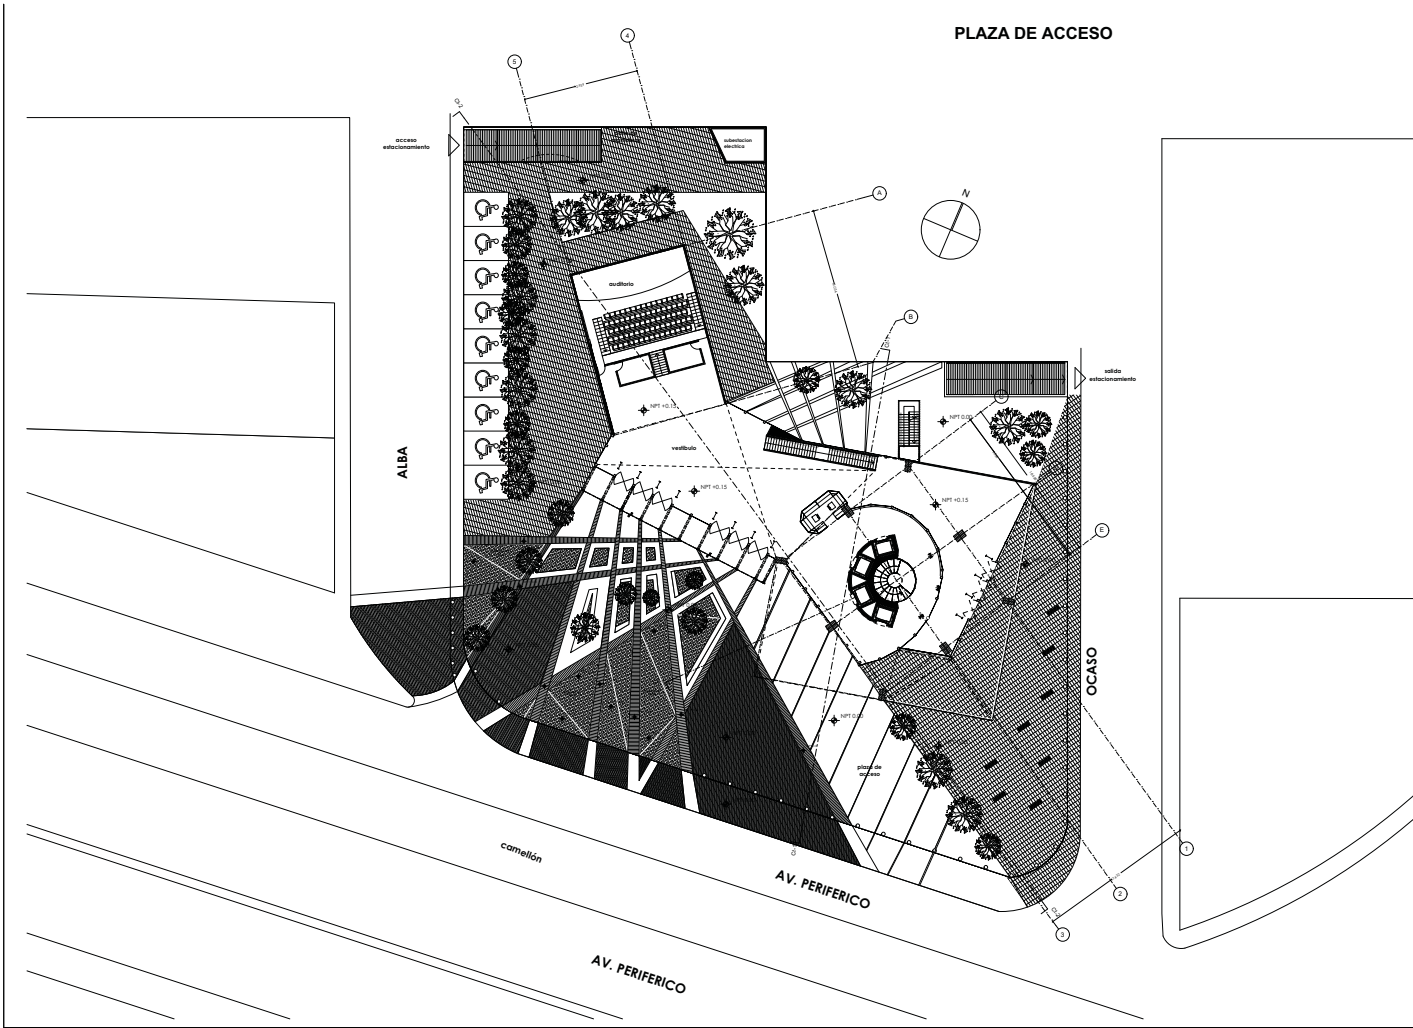 PLAZA DE ACCESO
4
5
acceso
estacionamiento
subestacion
electrica
N
A
auditorio
B
salida
estacionamiento
NPT +0.15
NPT 0.00
vestibulo
ALBA
NPT +0.15
NPT +0.15
E
OCASO
NPT 0.00
plaza de
acceso
camellón
AV. PERIFERICO
1
2
3
AV. PERIFERICO